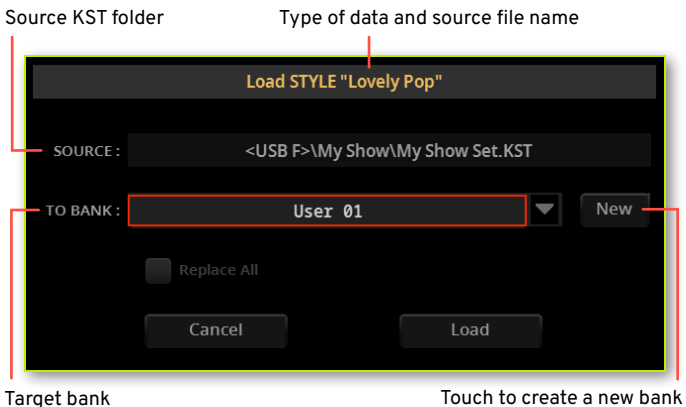 Source KST folder
Type of data and source file name
Load STYLE "Lovely Pop"
SOURCE :
<USB F>\My Show\My Show Set.KST
TO BANK :
User 01
New
Replace All
Cancel
Load
Target bank
Touch to create a new bank